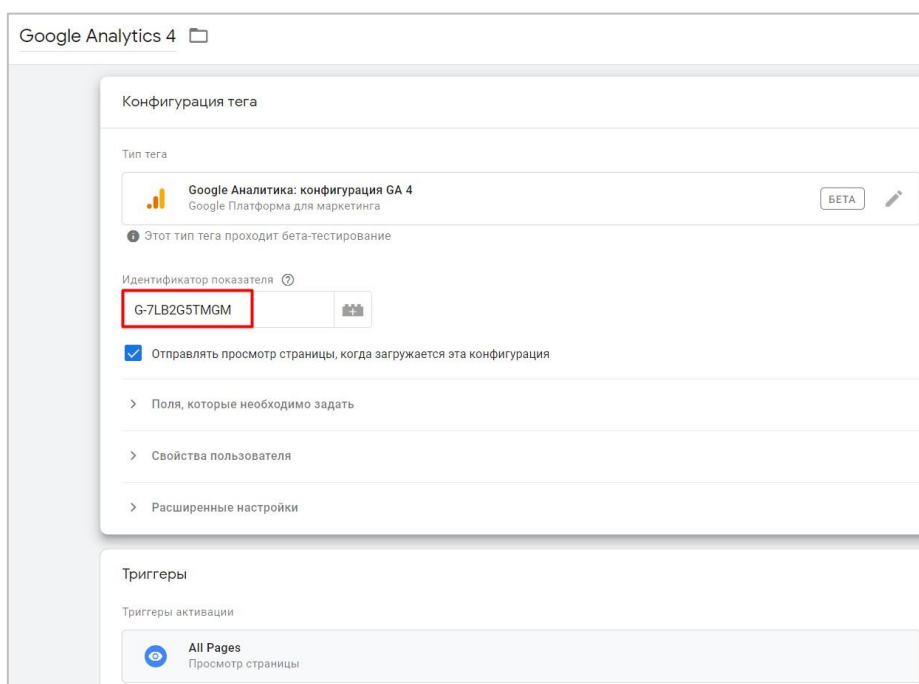 Google Analytics 4
Конфигурация тега
Тип тега
Google Аналитика: конфигурация GA 4
Google Платформа для маркетинга
БЕТА
Этот тип тега проходит бета-тестирование
Идентификатор показателя
G-7LB2G5TMGM
Отправлять просмотр страницы, когда загружается эта конфигурация
Поля, которые необходимо задать
Свойства пользователя
Расширенные настройки
Триггеры
Триггеры активации
All Pages
Просмотр страницы